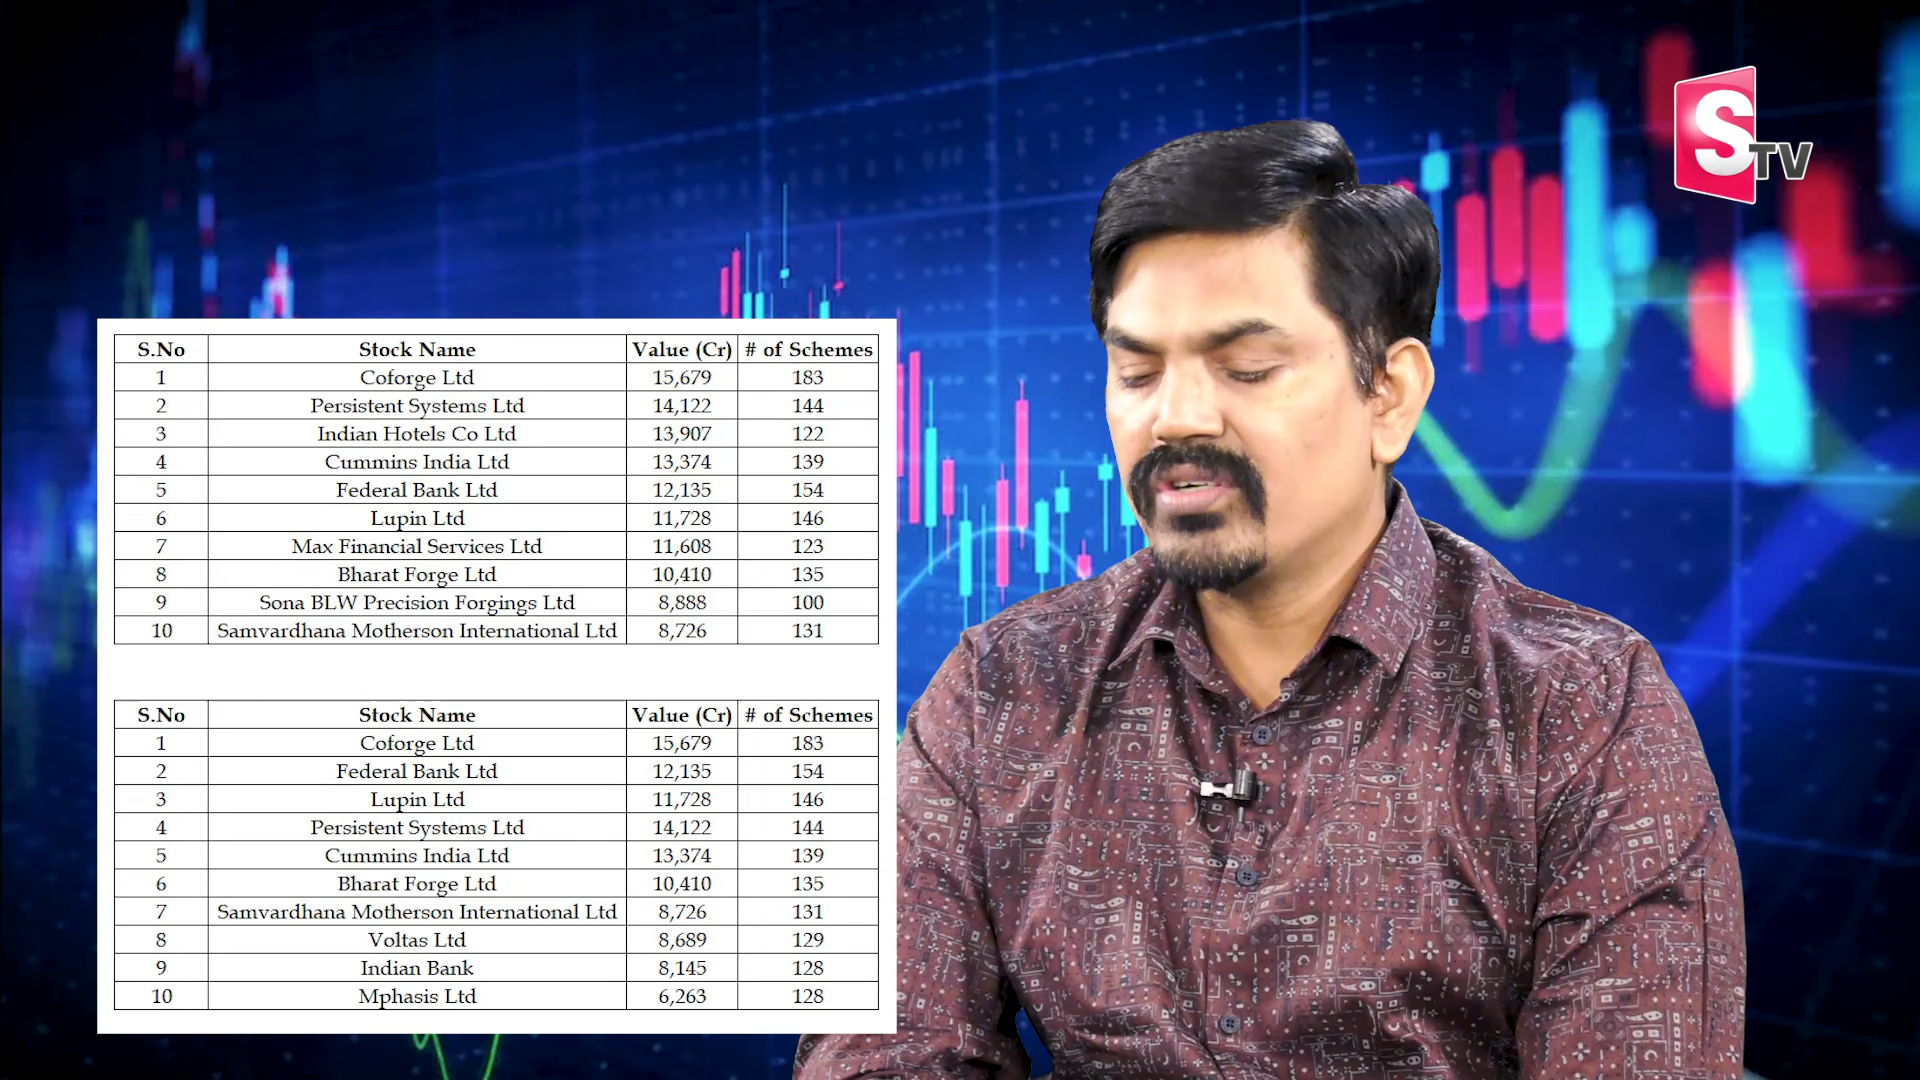 S TV
S.No Stock Name Value (Cr) # of Schemes
1 Coforge Ltd 15,679 183
2 Persistent Systems Ltd 14,122 144
3 Indian Hotels Co Ltd 13,907 122
4 Cummins India Ltd 13,374 139
5 Federal Bank Ltd 12,135 154
6 Lupin Ltd 11,728 146
7 Max Financial Services Ltd 11,608 123
8 Bharat Forge Ltd 10,410 135
9 Sona BLW Precision Forgings Ltd 8,888 100
10 Samvardhana Motherson International Ltd 8,726 131
S.No Stock Name Value (Cr) # of Schemes
1 Coforge Ltd 15,679 183
2 Federal Bank Ltd 12,135 154
3 Lupin Ltd 11,728 146
4 Persistent Systems Ltd 14,122 144
5 Cummins India Ltd 13,374 139
6 Bharat Forge Ltd 10,410 135
7 Samvardhana Motherson International Ltd 8,726 131
8 Voltas Ltd 8,689 129
9 Indian Bank 8,145 128
10 Mphasis Ltd 6,263 128